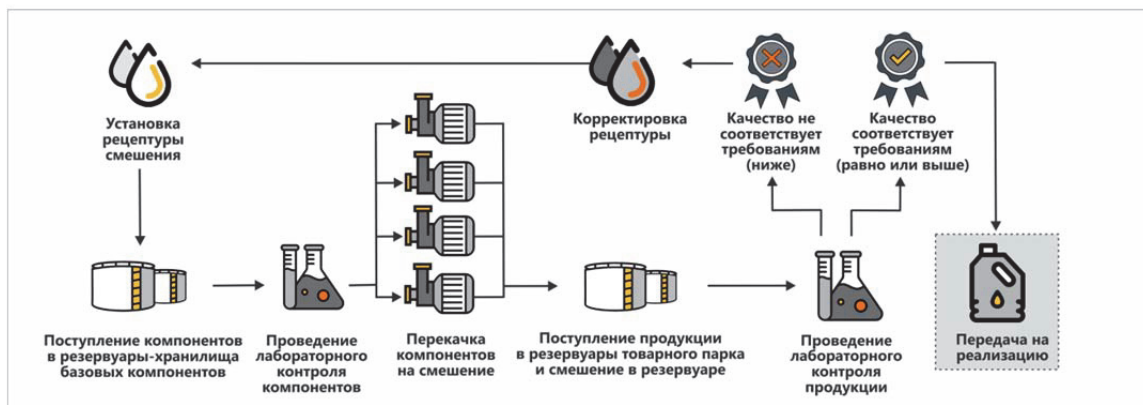 Установка
рецептуры
смешения
Корректировка
рецептуры
Качество не
соответствует
требованиям
(ниже)
Качество
соответствует
требованиям
(равно или выше)
Поступление компонентов
в резервуары-хранилища
базовых компонентов
Проведение
лабораторного
контроля
компонентов
Перекачка
компонентов
на смешение
Поступление продукции
в резервуары товарного парка
и смешение в резервуаре
Проведение
лабораторного
контроля
продукции
Передача на
реализацию